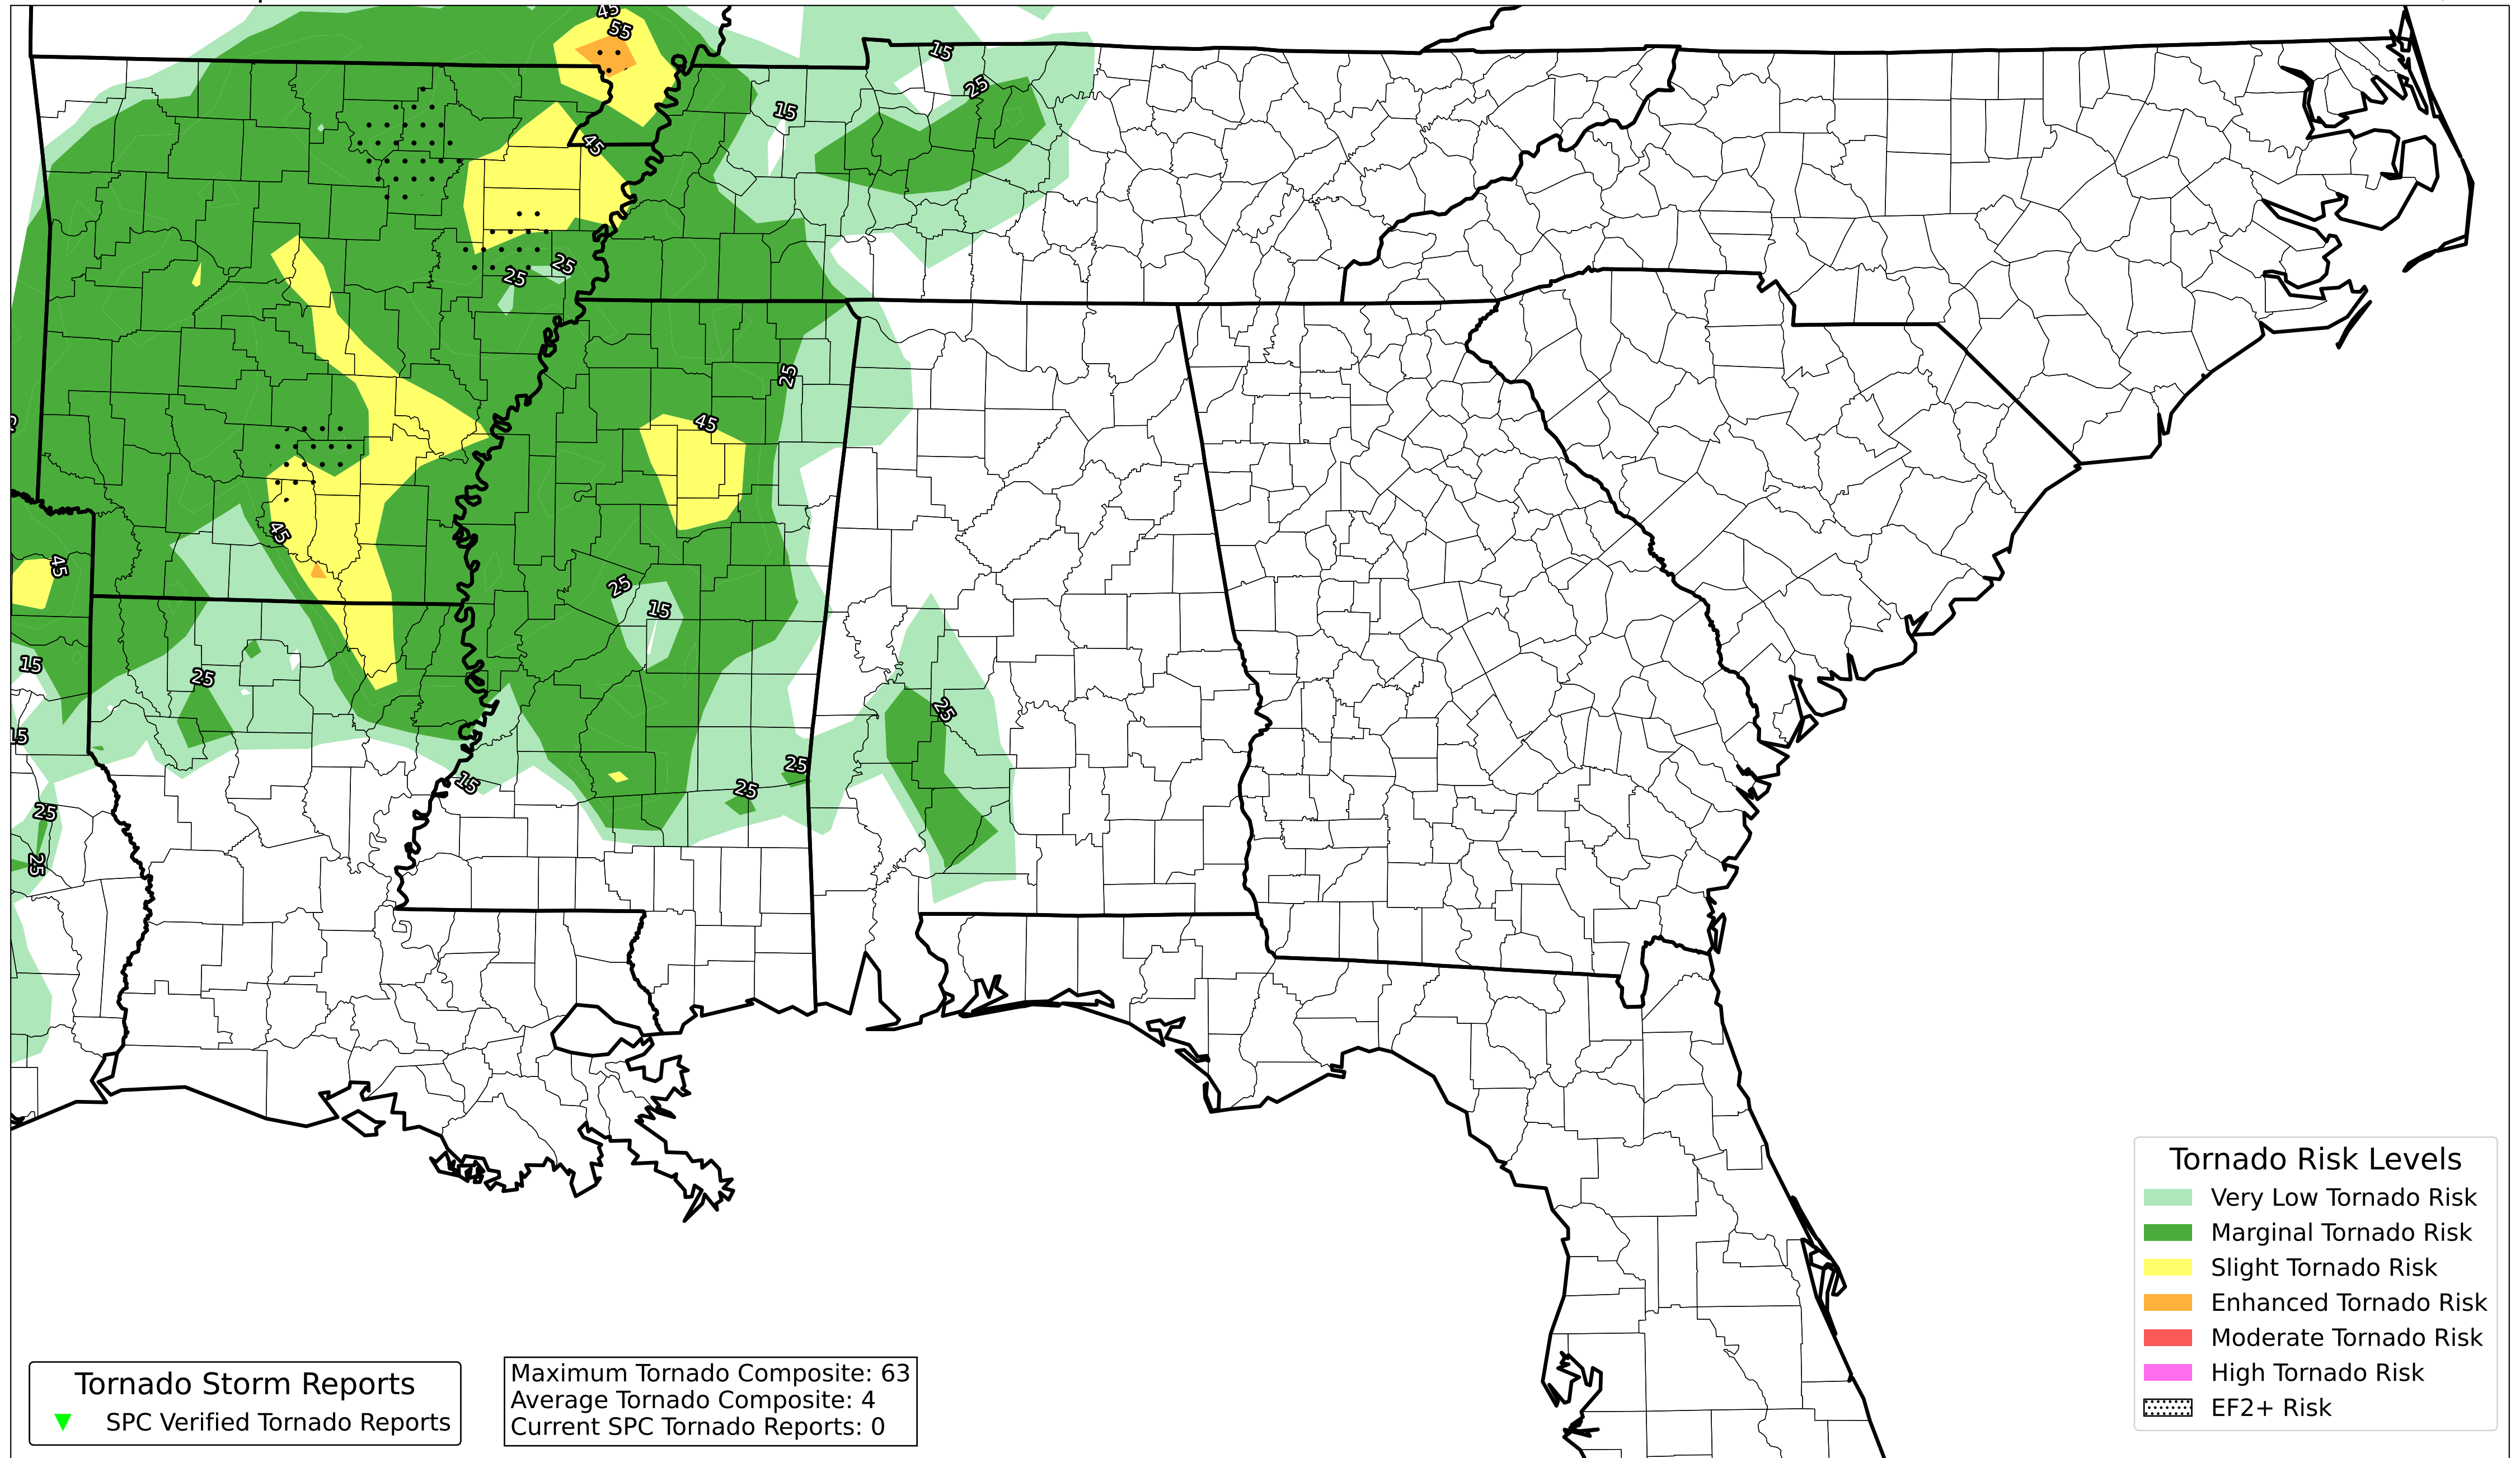 45
55
15
25
15
45
25
25
25
45
45
45
25
15
15
25
25
15
25
25
15
25
25
Tornado Risk Levels
Very Low Tornado Risk
Marginal Tornado Risk
Slight Tornado Risk
Enhanced Tornado Risk
Moderate Tornado Risk
High Tornado Risk
EF2+ Risk
Tornado Storm Reports
SPC Verified Tornado Reports
Maximum Tornado Composite: 63
Average Tornado Composite: 4
Current SPC Tornado Reports: 0